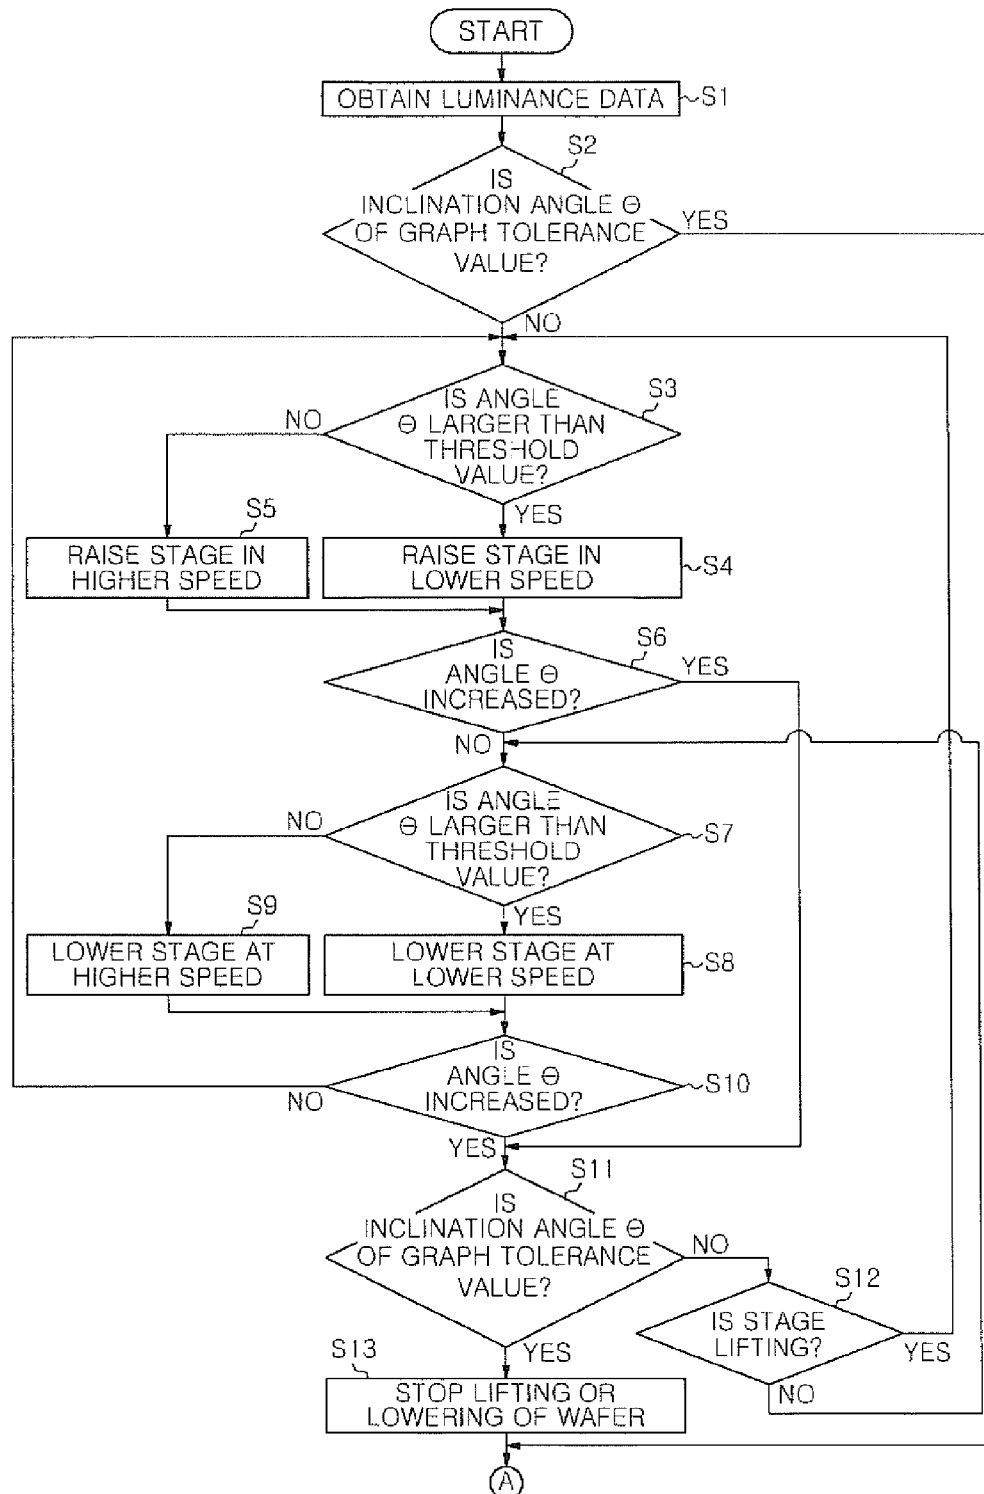 START
OBTAIN LUMINANCE DATA
S1
S2
IS
INCLINATION ANGLE Θ
OF GRAPH TOLERANCE
VALUE?
YES
NO
S3
IS ANGLE
Θ LARGER THAN
THRESHOLD
VALUE?
NO
YES
S5
RAISE STAGE IN
HIGHER SPEED
RAISE STAGE IN
LOWER SPEED
S4
S6
IS
ANGLE Θ
INCREASED?
YES
NO
IS ANGLE
Θ LARGER THAN
THRESHOLD
VALUE?
S7
NO
YES
S9
LOWER STAGE AT
HIGHER SPEED
LOWER STAGE AT
LOWER SPEED
S8
IS
ANGLE Θ
INCREASED?
S10
NO
YES
S11
IS
INCLINATION ANGLE Θ
OF GRAPH TOLERANCE
VALUE?
NO
S12
IS STAGE
LIFTING?
YES
NO
YES
S13
STOP LIFTING OR
LOWERING OF WAFER
A